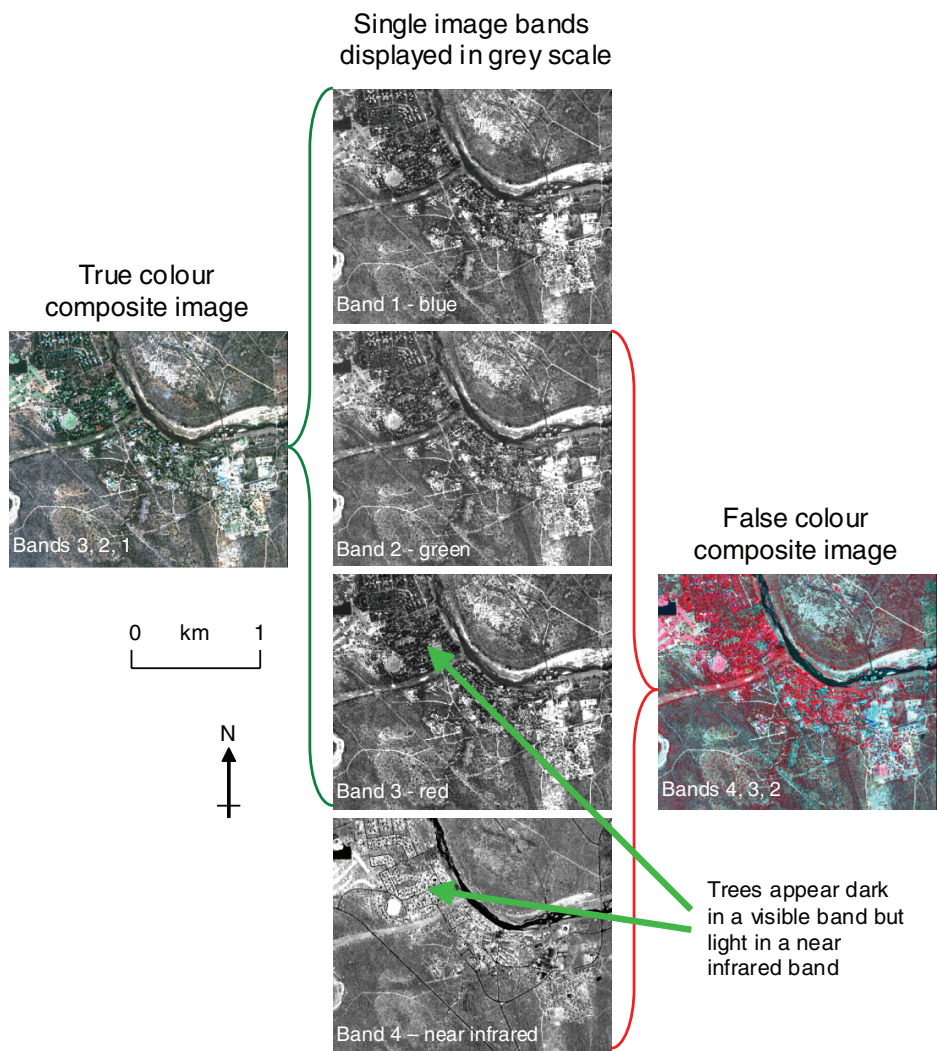 Single image bands
displayed in grey scale
Band 1 - blue
True colour
composite image
Bands 3, 2, 1
Band 2 - green
False colour
composite image
Bands 4, 3, 2
0 km 1
N
Band 3 - red
Band 4 – near infrared
Trees appear dark
in a visible band but
light in a near
infrared band